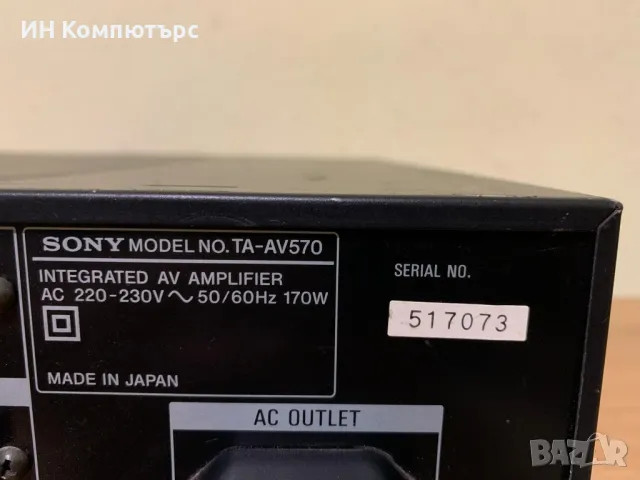 ИН Компютърс
SONY MODEL NO. TA-AV570
INTEGRATED AV AMPLIFIER
AC 220-230V ~ 50/60Hz 170W
MADE IN JAPAN
SERIAL NO.
517073
AC OUTLET
BAZAR